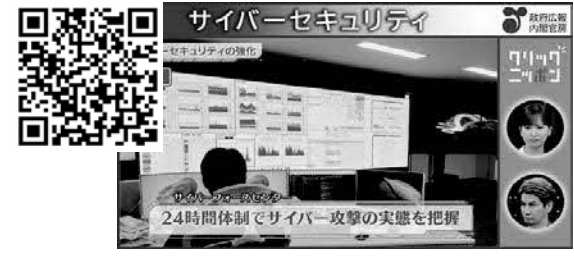 サイバーセキュリティ
政府広報
内閣官房
ーセキュリティの強化
クリック
ニッポン
サイバーフォースセンター
24時間体制でサイバー攻撃の実態を把握